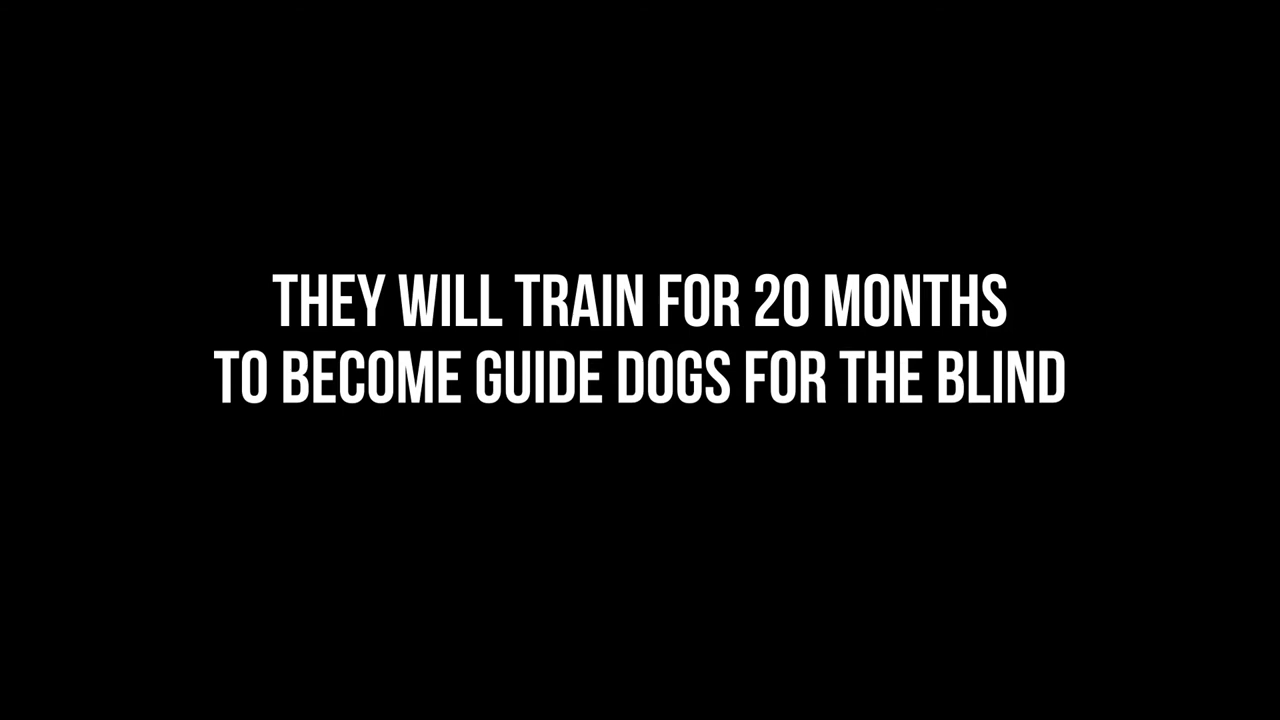 THEY WILL TRAIN FOR 20 MONTHS
TO BECOME GUIDE DOGS FOR THE BLIND